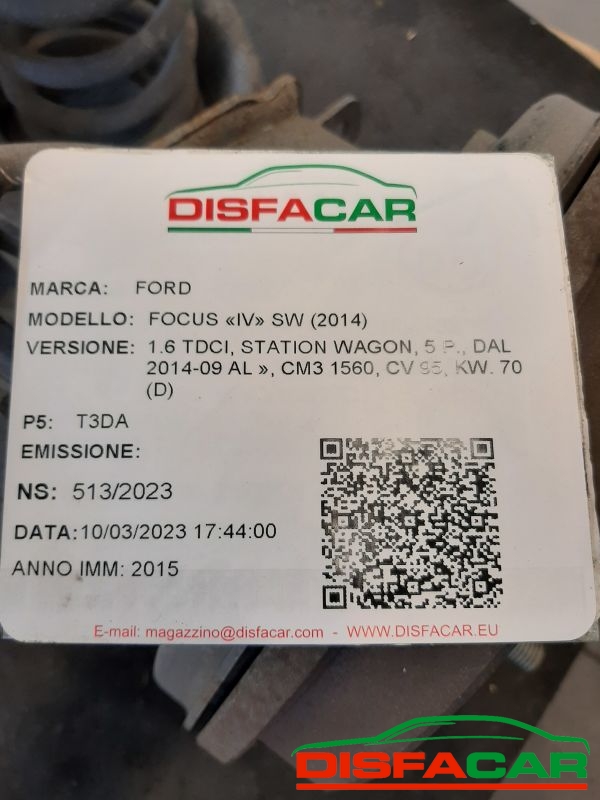 DISFACAR
MARCA: FORD
MODELLO: FOCUS «IV» SW (2014)
VERSIONE: 1.6 TDCI, STATION WAGON, 5 P., DAL
2014-09 AL », CM3 1560, CV 95, KW. 70
(D)
P5: T3DA
EMISSIONE:
NS: 513/2023
DATA:10/03/2023 17:44:00
ANNO IMM: 2015
E-mail: magazzino@disfacar.com - WWW.DISFACAR.EU
DISFACAR